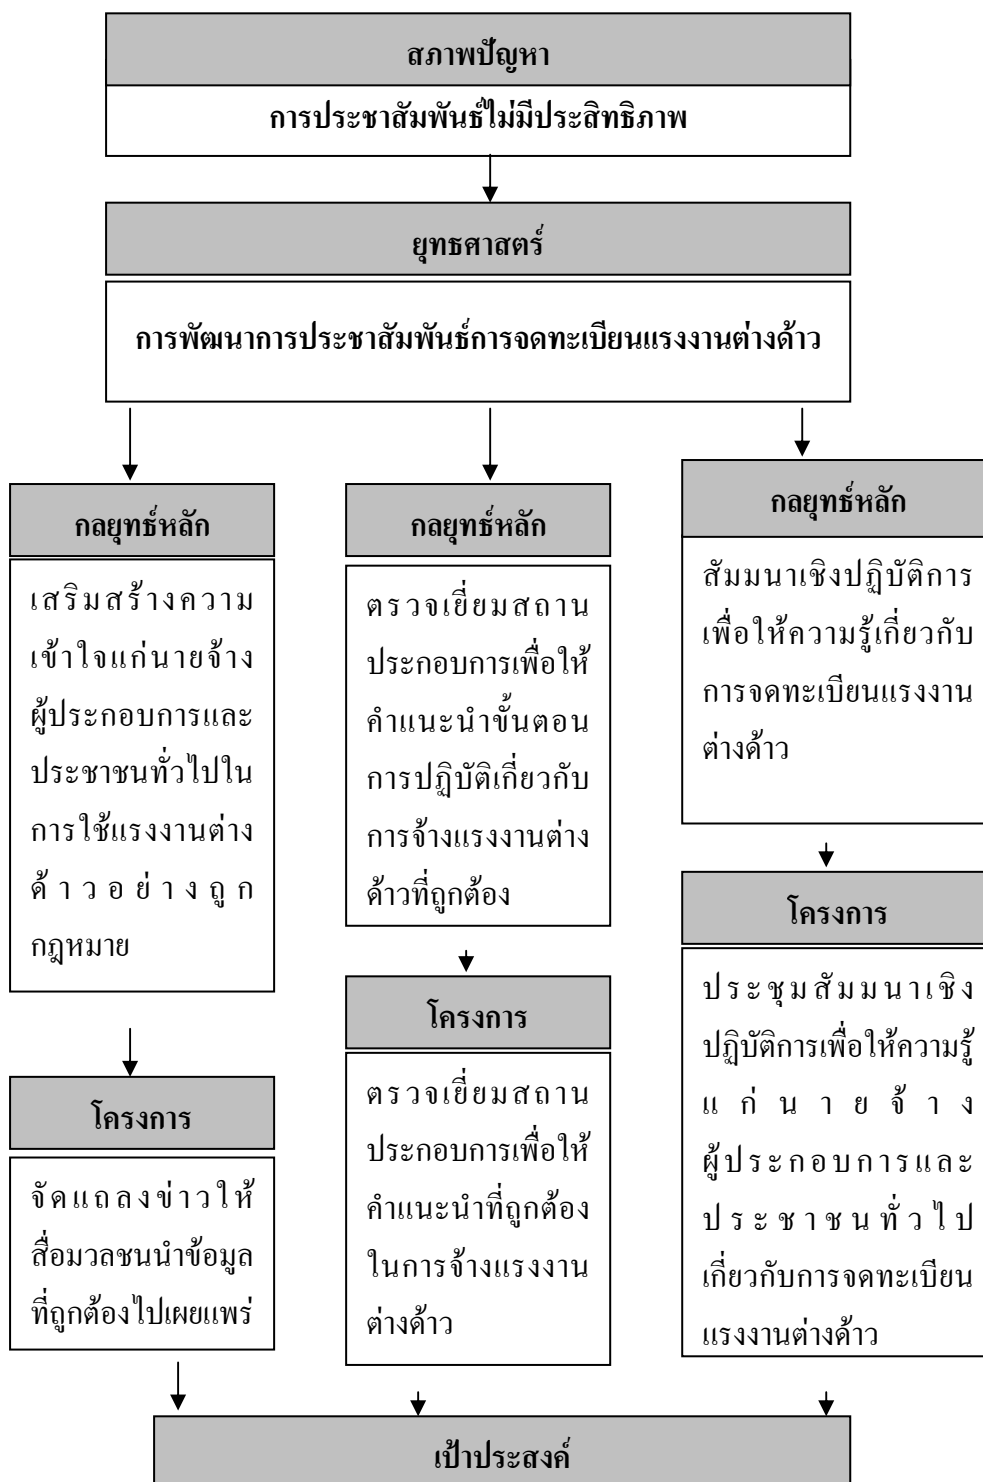 สภาพปัญหา
การประชาสัมพันธ์ไม่มีประสิทธิภาพ
ยุทธศาสตร์
การพัฒนาการประชาสัมพันธ์การจดทะเบียนแรงงานต่างด้าว
กลยุทธ์หลัก
เสริมสร้างความ
เข้าใจแก่นายจ้าง
ผู้ประกอบการและ
ประชาชนทั่วไปใน
การใช้แรงงานต่าง
ด้าวอย่างถูก
กฎหมาย
โครงการ
จัดแถลงข่าวให้
สื่อมวลชนนำข้อมูล
ที่ถูกต้องไปเผยแพร่
กลยุทธ์หลัก
ตรวจเยี่ยมสถาน
ประกอบการเพื่อให้
คำแนะนำขั้นตอน
การปฏิบัติเกี่ยวกับ
การจ้างแรงงานต่าง
ด้าวที่ถูกต้อง
โครงการ
ตรวจเยี่ยมสถาน
ประกอบการเพื่อให้
คำแนะนำที่ถูกต้อง
ในการจ้างแรงงาน
ต่างด้าว
กลยุทธ์หลัก
สัมมนาเชิงปฏิบัติการ
เพื่อให้ความรู้เกี่ยวกับ
การจดทะเบียนแรงงาน
ต่างด้าว
โครงการ
ประชุมสัมมนาเชิง
ปฏิบัติการเพื่อให้ความรู้
แก่นายจ้าง
ผู้ประกอบการและ
ประชาชนทั่วไป
เกี่ยวกับการจดทะเบียน
แรงงานต่างด้าว
เป้าประสงค์